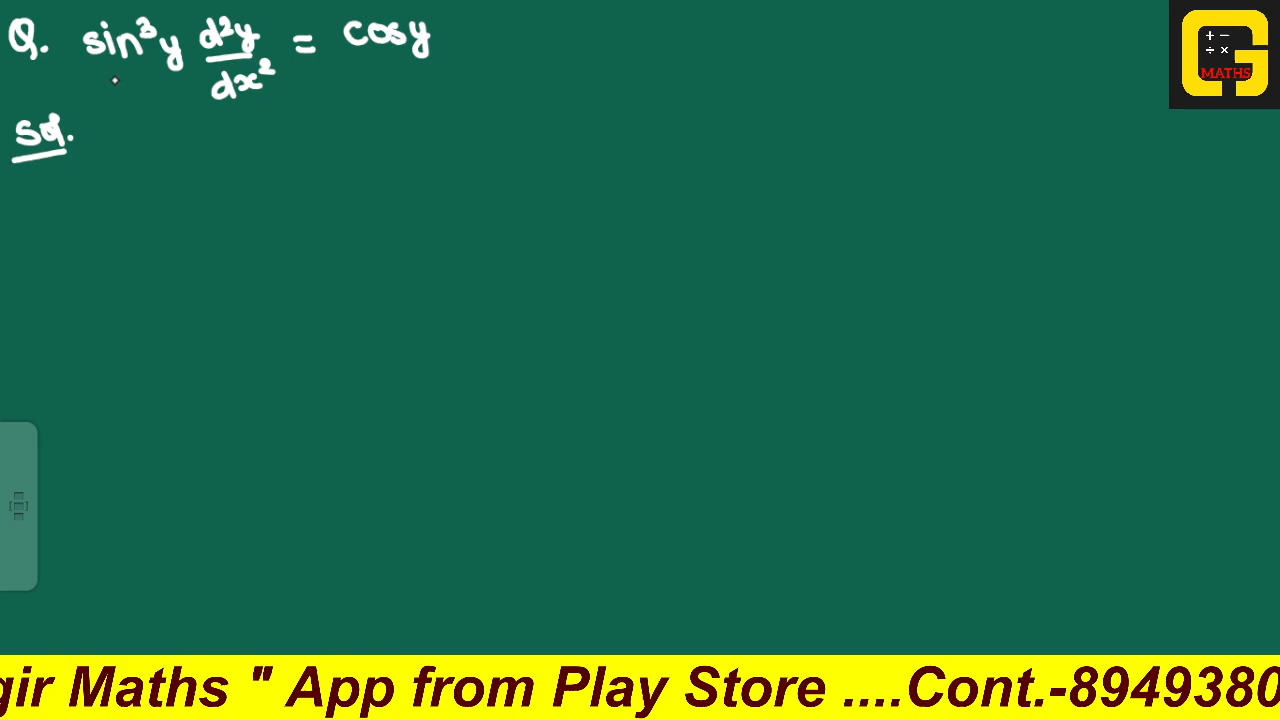 Q. sin³y d²y/dx² = cosy
Sol.
+ −
÷ ×
MATHS
gir Maths " App from Play Store ....Cont.-8949380